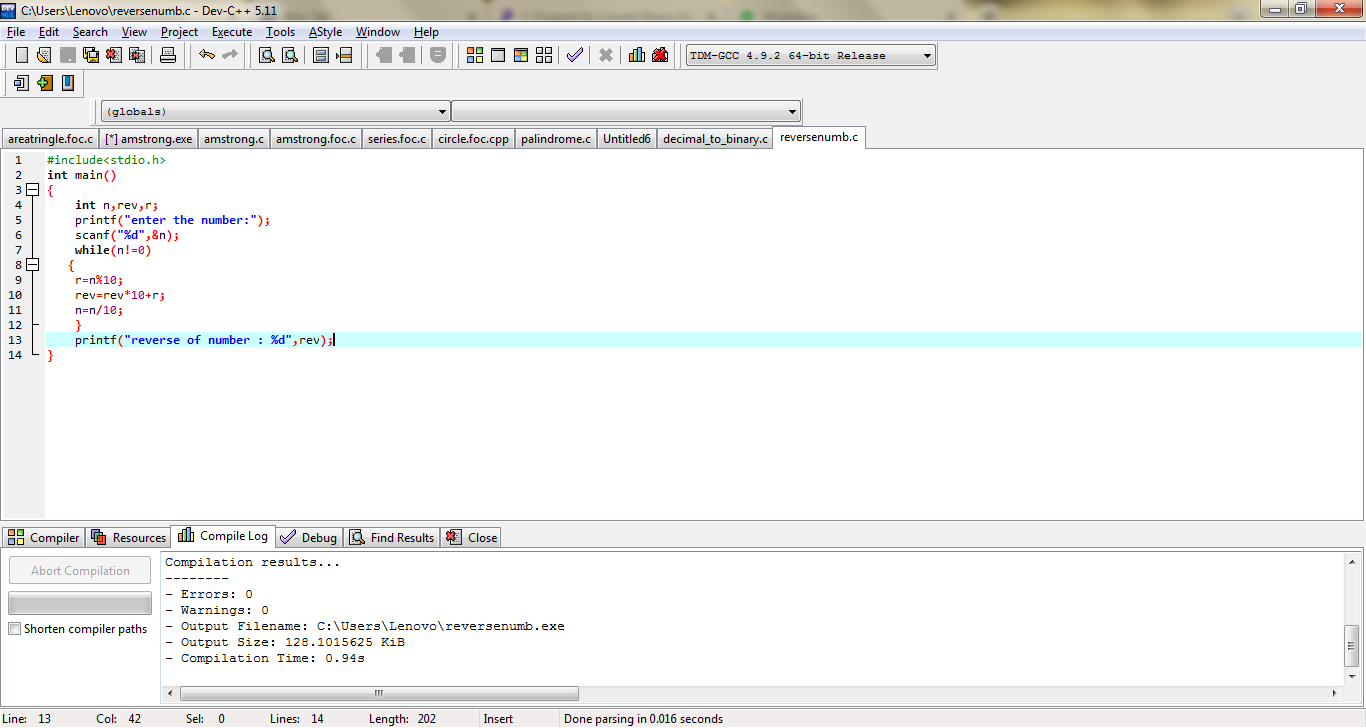 C:\Users\Lenovo\reversenumb.c - Dev-C++ 5.11
File Edit Search View Project Execute Tools AStyle Window Help
TDM-GCC 4.9.2 64-bit Release
(globals)
areatringle.foc.c [*] amstrong.exe amstrong.c amstrong.foc.c series.foc.c circle.foc.cpp palindrome.c Untitled6 decimal_to_binary.c reversenumb.c
1 #include<stdio.h>
2 int main()
3 {
4 int n,rev,r;
5 printf("enter the number:");
6 scanf("%d",&n);
7 while(n!=0)
8 {
9 r=n%10;
10 rev=rev*10+r;
11 n=n/10;
12 }
13 printf("reverse of number : %d",rev);
14 }
Compiler Resources Compile Log Debug Find Results Close
Abort Compilation
Shorten compiler paths
Compilation results...
--------
- Errors: 0
- Warnings: 0
- Output Filename: C:\Users\Lenovo\reversenumb.exe
- Output Size: 128.1015625 KiB
- Compilation Time: 0.94s
Line: 13 Col: 42 Sel: 0 Lines: 14 Length: 202 Insert Done parsing in 0.016 seconds